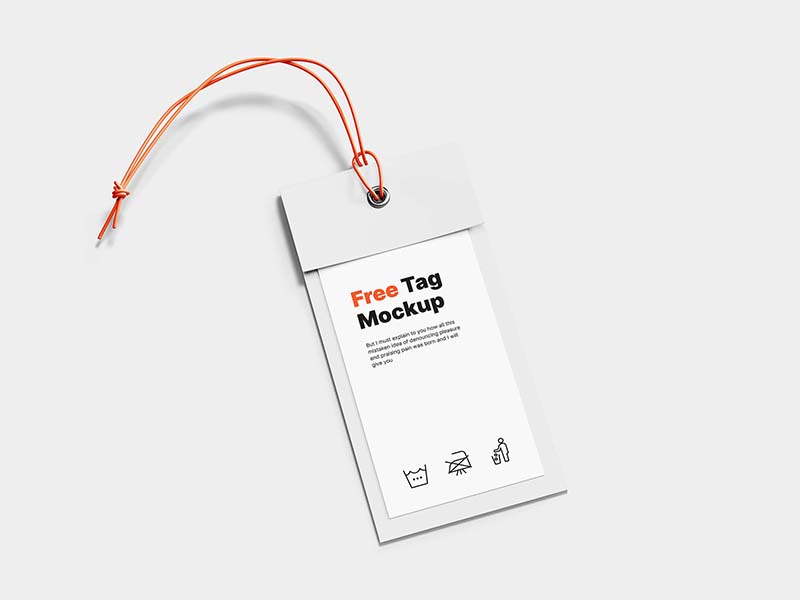 Free Tag
Mockup
But I must explain to you how all this
mistaken idea of denouncing pleasure
and praising pain was born and I will
give you